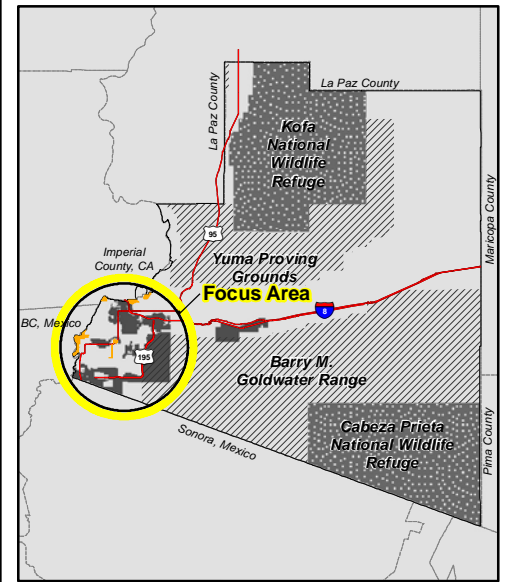 La Paz County
La Paz County
Kofa
National
Wildlife
Refuge
Maricopa County
95
Imperial
County, CA
Yuma Proving
Grounds
Focus Area
8
BC, Mexico
195
Barry M.
Goldwater Range
Sonora, Mexico
Cabeza Prieta
National Wildlife
Refuge
Pima County